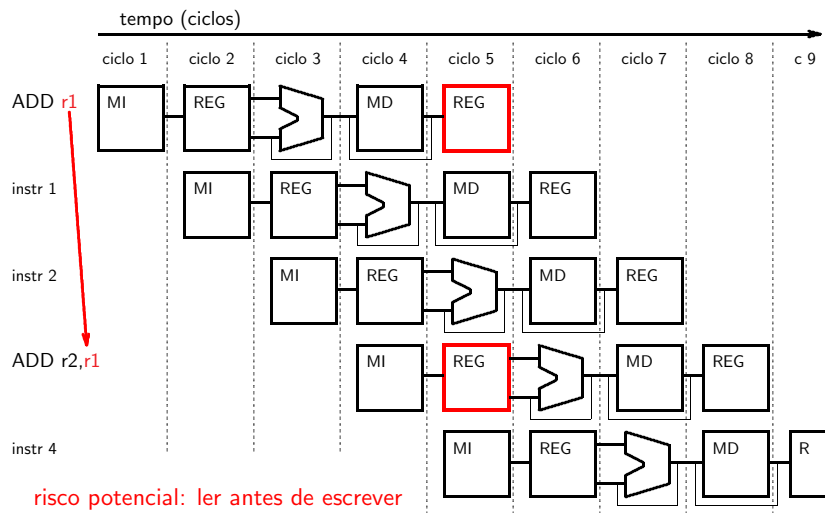 tempo (ciclos)
ciclo 1 ciclo 2 ciclo 3 ciclo 4 ciclo 5 ciclo 6 ciclo 7 ciclo 8 c 9
ADD r1 MI REG MD REG
instr 1 MI REG MD REG
instr 2 MI REG MD REG
ADD r2,r1 MI REG MD REG
instr 4 MI REG MD R
risco potencial: ler antes de escrever